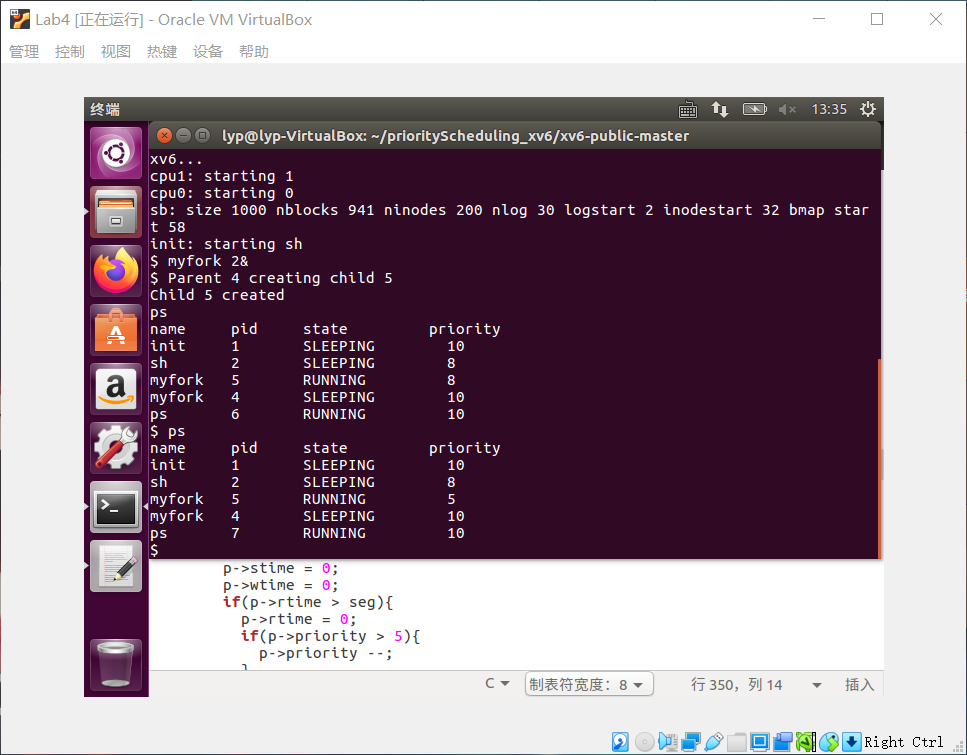 Lab4 [正在运行] - Oracle VM VirtualBox
管理 控制 视图 热键 设备 帮助
终端 13:35
lyp@lyp-VirtualBox: ~/priorityScheduling_xv6/xv6-public-master
xv6...
cpu1: starting 1
cpu0: starting 0
sb: size 1000 nblocks 941 ninodes 200 nlog 30 logstart 2 inodestart 32 bmap star
t 58
init: starting sh
$ myfork 2&
$ Parent 4 creating child 5
Child 5 created
ps
name pid state priority
init 1 SLEEPING 10
sh 2 SLEEPING 8
myfork 5 RUNNING 8
myfork 4 SLEEPING 10
ps 6 RUNNING 10
$ ps
name pid state priority
init 1 SLEEPING 10
sh 2 SLEEPING 8
myfork 5 RUNNING 5
myfork 4 SLEEPING 10
ps 7 RUNNING 10
$
p->stime = 0;
p->wtime = 0;
if(p->rtime > seg){
p->rtime = 0;
if(p->priority > 5){
p->priority --;
}
C 制表符宽度: 8 行 350, 列 14 插入
Right Ctrl